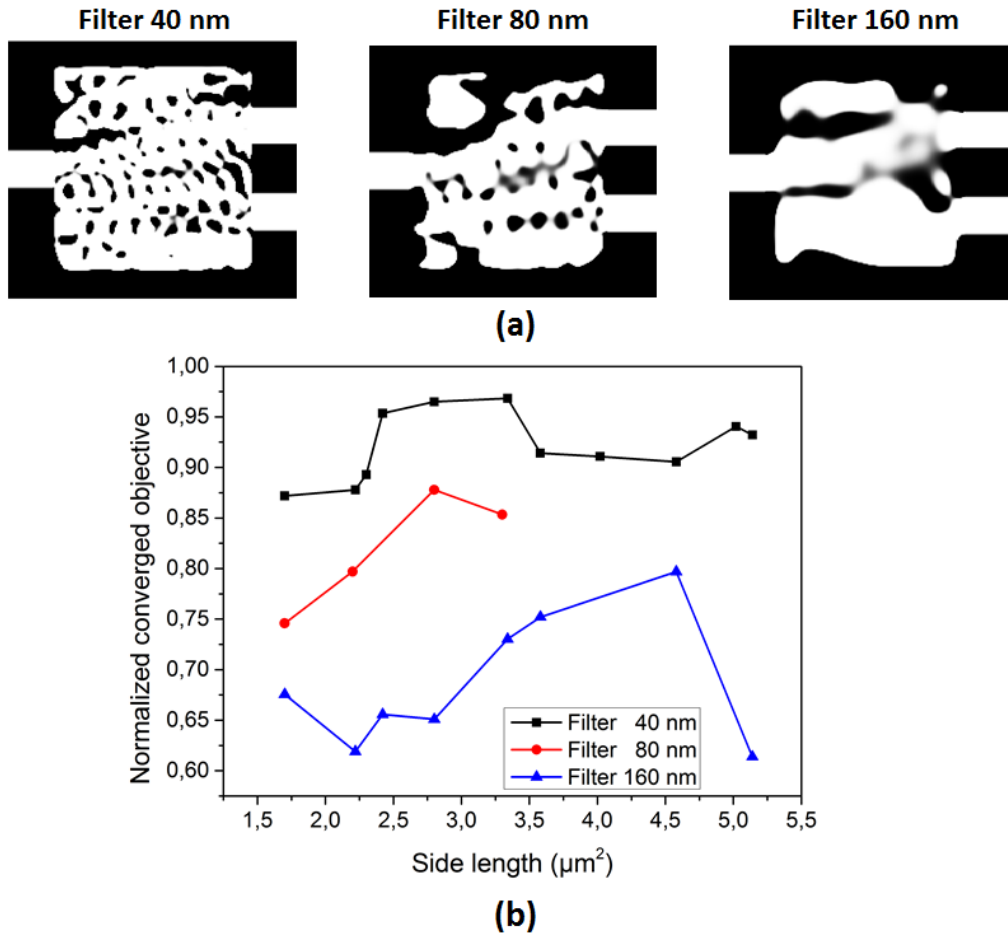 Filter 40 nm Filter 80 nm Filter 160 nm
(a)
1,00
0,95
0,90
0,85
0,80
0,75
0,70
0,65
0,60
Normalized converged objective
Filter 40 nm
Filter 80 nm
Filter 160 nm
1,5 2,0 2,5 3,0 3,5 4,0 4,5 5,0 5,5
Side length (µm²)
(b)